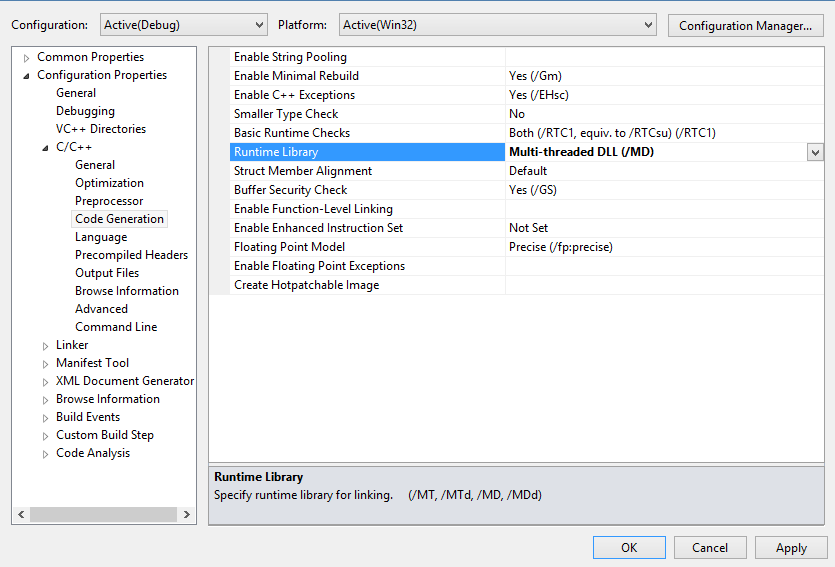 Configuration: Active(Debug) Platform: Active(Win32) Configuration Manager...
Common Properties
Configuration Properties
General
Debugging
VC++ Directories
C/C++
General
Optimization
Preprocessor
Code Generation
Language
Precompiled Headers
Output Files
Browse Information
Advanced
Command Line
Linker
Manifest Tool
XML Document Generator
Browse Information
Build Events
Custom Build Step
Code Analysis
Enable String Pooling
Enable Minimal Rebuild Yes (/Gm)
Enable C++ Exceptions Yes (/EHsc)
Smaller Type Check No
Basic Runtime Checks Both (/RTC1, equiv. to /RTCsu) (/RTC1)
Runtime Library Multi-threaded DLL (/MD)
Struct Member Alignment Default
Buffer Security Check Yes (/GS)
Enable Function-Level Linking
Enable Enhanced Instruction Set Not Set
Floating Point Model Precise (/fp:precise)
Enable Floating Point Exceptions
Create Hotpatchable Image
Runtime Library
Specify runtime library for linking. (/MT, /MTd, /MD, /MDd)
OK Cancel Apply